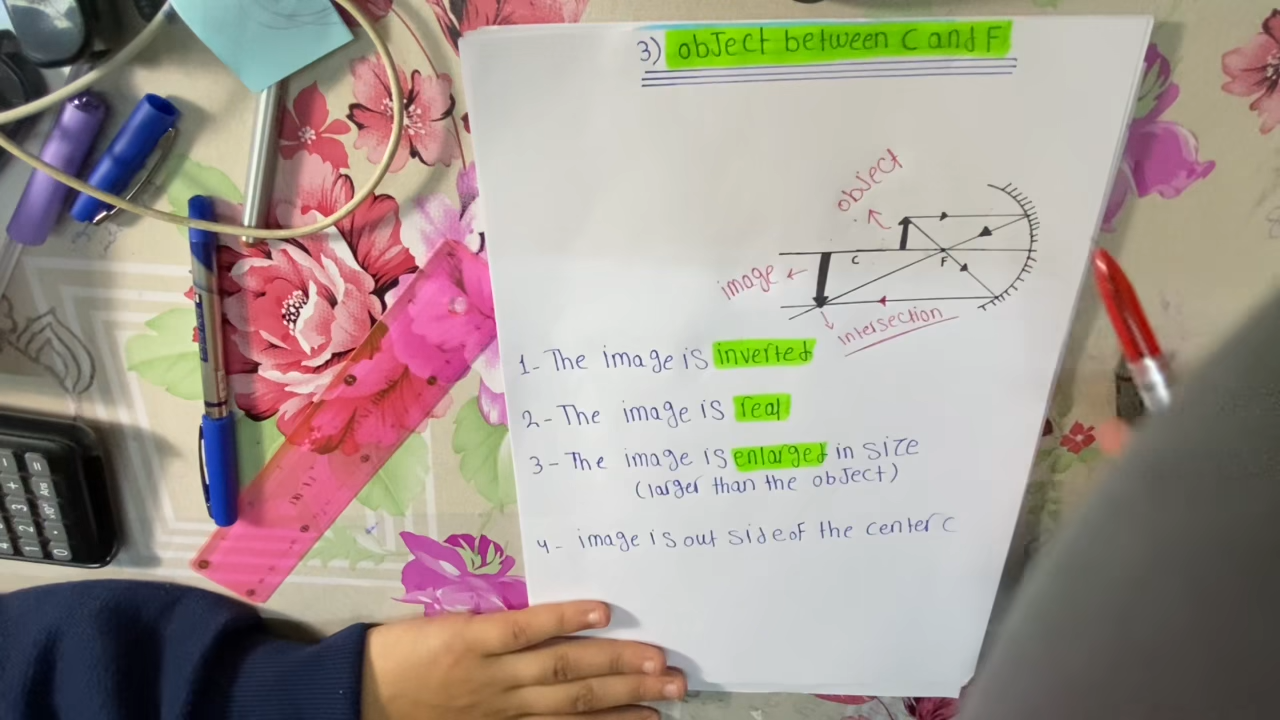 3) object between C and F
object
C
F
image
intersection
1- The image is inverted
2- The image is real
3- The image is enlarged in size
(larger than the object)
4- image is out side of the center C